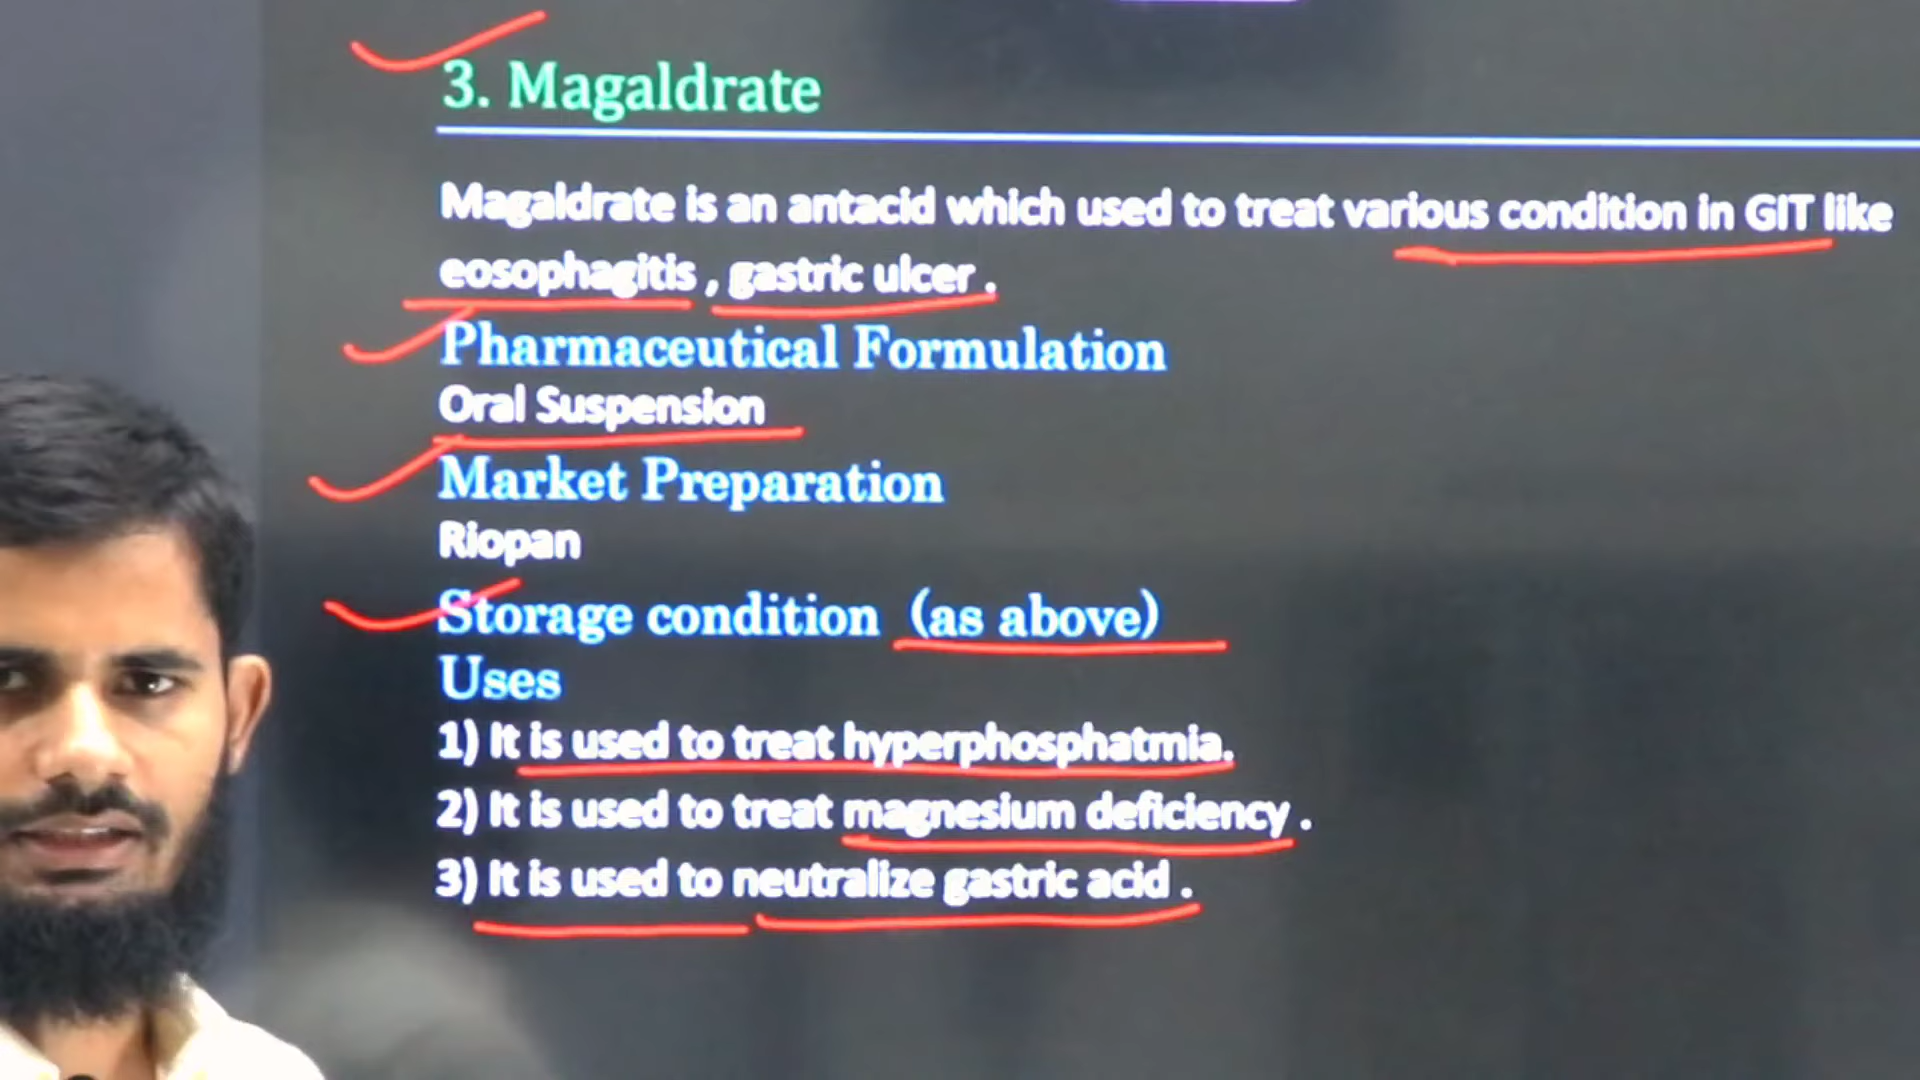 3. Magaldrate
Magaldrate is an antacid which used to treat various condition in GIT like
eosophagitis , gastric ulcer .
Pharmaceutical Formulation
Oral Suspension
Market Preparation
Riopan
Storage condition (as above)
Uses
1) It is used to treat hyperphosphatmia.
2) It is used to treat magnesium deficiency .
3) It is used to neutralize gastric acid .